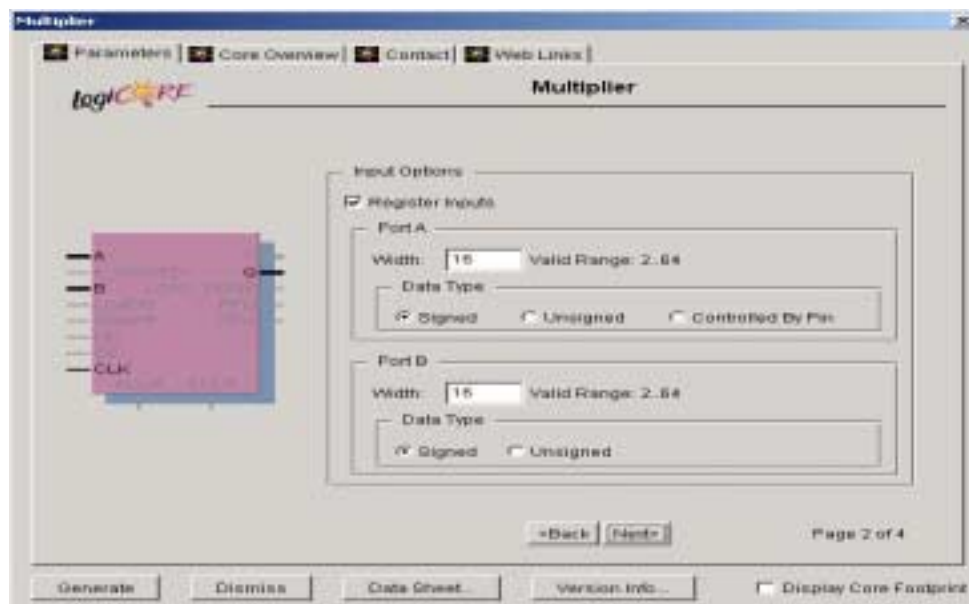 Multiplier
Parameters Core Overview Contact Web Links
logiCORE
Multiplier
Input Options
Register Inputs
Port A
Width: 16 Valid Range: 2..64
Data Type
Signed Unsigned Controlled By Pin
A
Q
B
CLK
Port B
Width: 16 Valid Range: 2..64
Data Type
Signed Unsigned
<Back Next> Page 2 of 4
Generate Dismiss Data Sheet... Version Info... Display Core Footprint